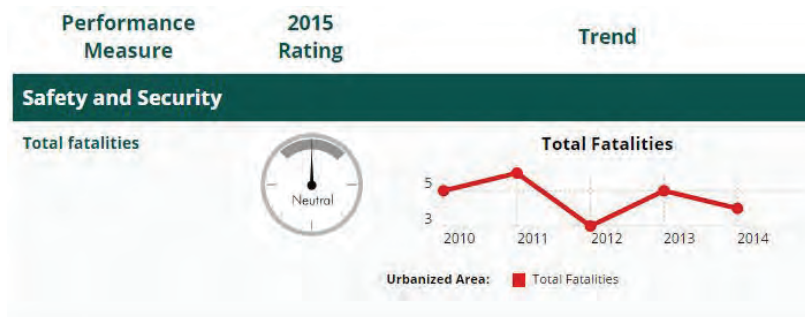 Performance
Measure
2015
Rating
Trend
Safety and Security
Total fatalities
Neutral
Total Fatalities
5
3
2010 2011 2012 2013 2014
Urbanized Area: Total Fatalities